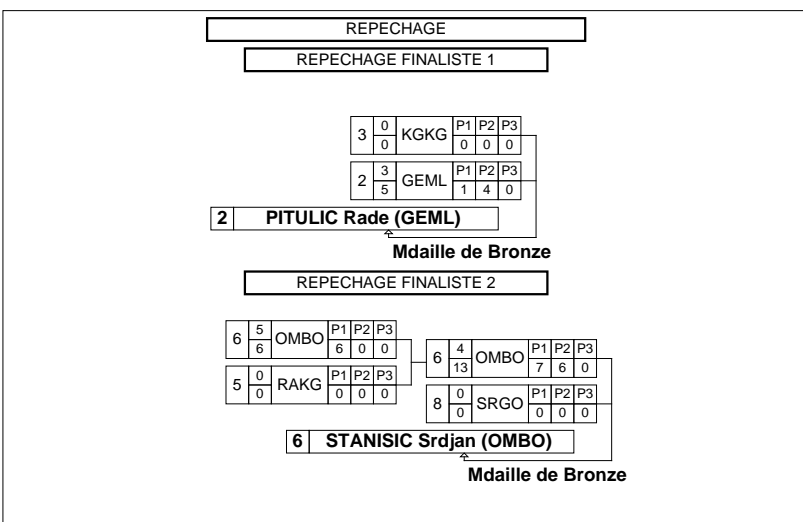 REPECHAGE
REPECHAGE FINALISTE 1
3 0 KGKG P1 P2 P3
0 0 0 0
2 3 GEML P1 P2 P3
5 1 4 0
2 PITULIC Rade (GEML)
Mdaille de Bronze
REPECHAGE FINALISTE 2
6 5 OMBO P1 P2 P3
6 6 0 0
5 0 RAKG P1 P2 P3
0 0 0 0
6 4 OMBO P1 P2 P3
13 7 6 0
8 0 SRGO P1 P2 P3
0 0 0 0
6 STANISIC Srdjan (OMBO)
Mdaille de Bronze